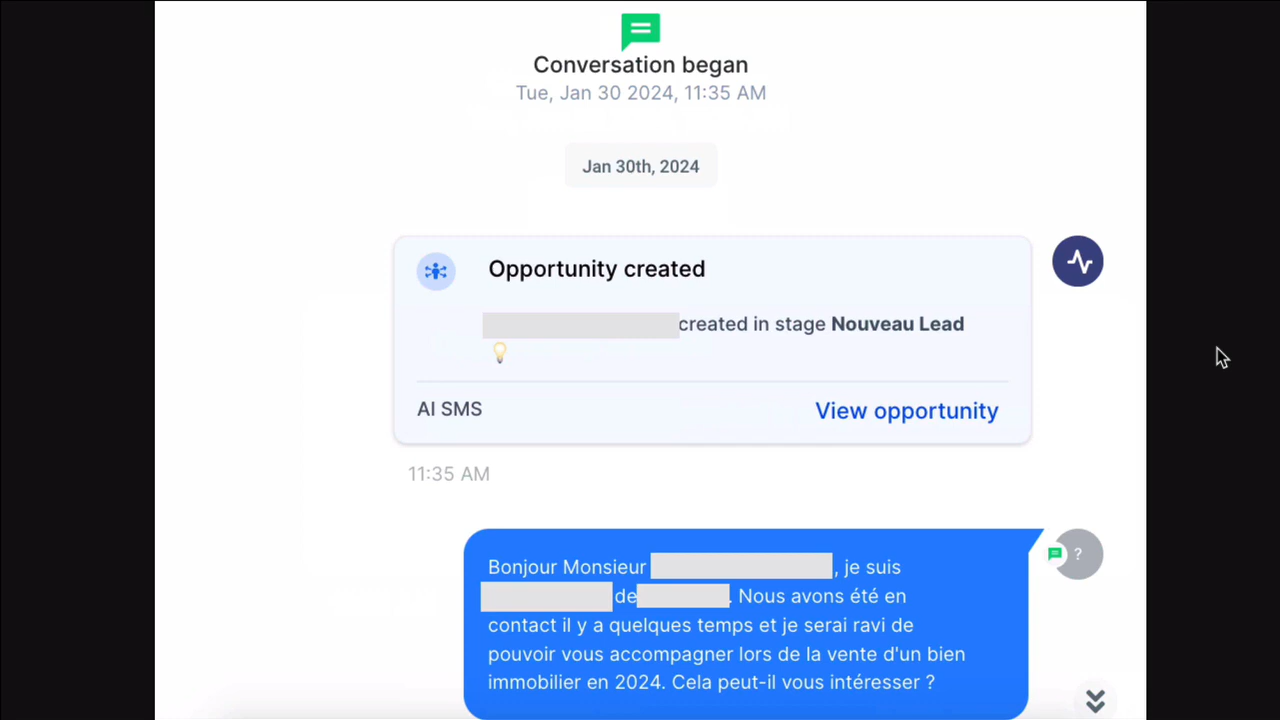 Conversation began
Tue, Jan 30 2024, 11:35 AM
Jan 30th, 2024
Opportunity created
created in stage Nouveau Lead
AI SMS
View opportunity
11:35 AM
Bonjour Monsieur , je suis
de . Nous avons été en
contact il y a quelques temps et je serai ravi de
pouvoir vous accompagner lors de la vente d'un bien
immobilier en 2024. Cela peut-il vous intéresser ?
?